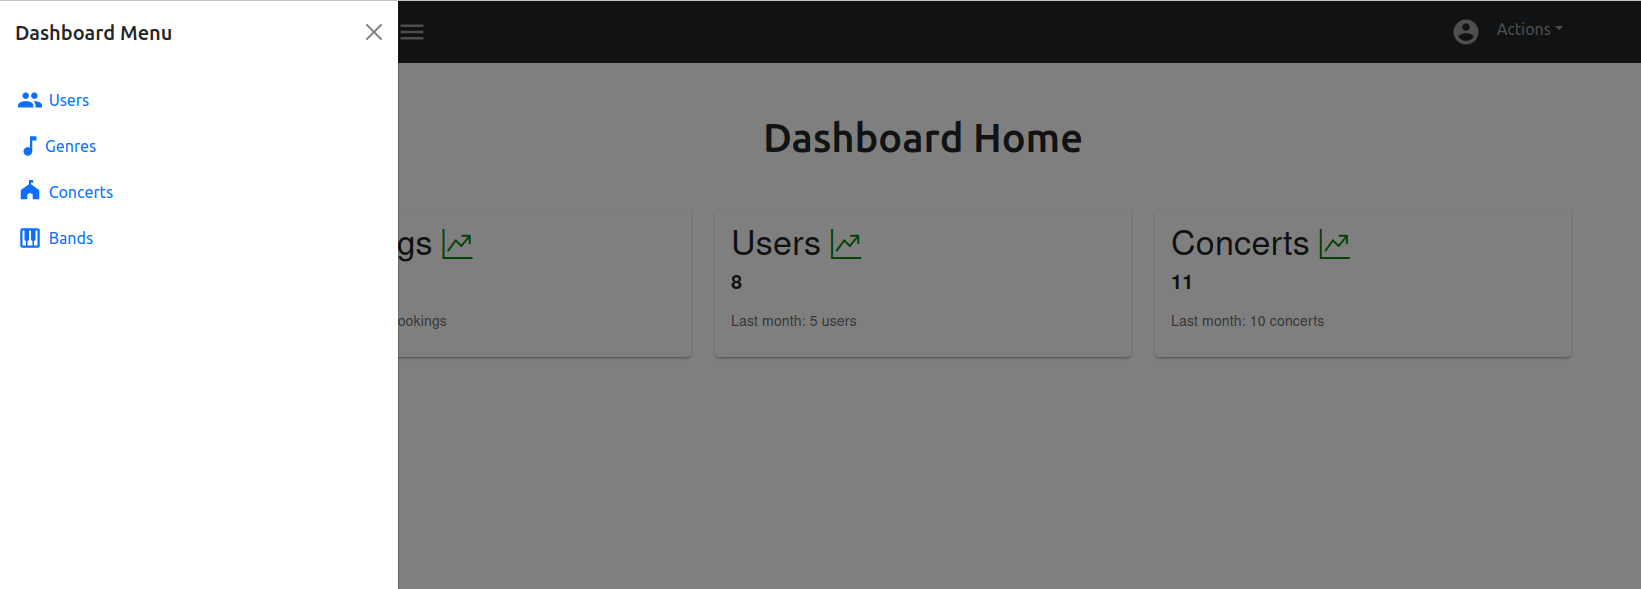 Dashboard Menu
Actions
Users
Genres
Concerts
Bands
Dashboard Home
gs
ookings
Users
8
Last month: 5 users
Concerts
11
Last month: 10 concerts